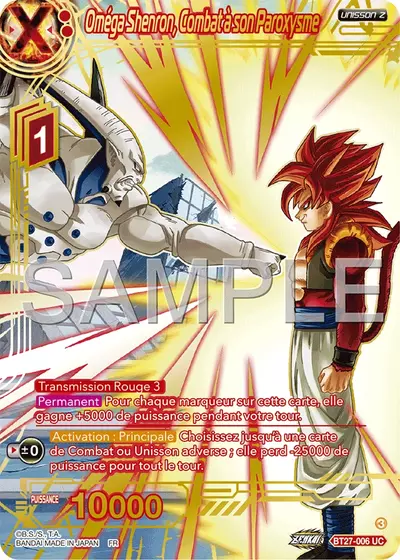 X
Oméga Shenron, Combat à son Paroxysme
UNISSON Z
1
SAMPLE
Transmission Rouge 3
Permanent Pour chaque marqueur sur cette carte, elle
gagne +5000 de puissance pendant votre tour.
Activation : Principale Choisissez jusqu'à une carte
±0
de Combat ou Unisson adverse ; elle perd -25000
de puissance pour tout le tour.
PUISSANCE 10000
3
©B.S./S., T.A.
BANDAI MADE IN JAPAN FR
BT27-006 UC